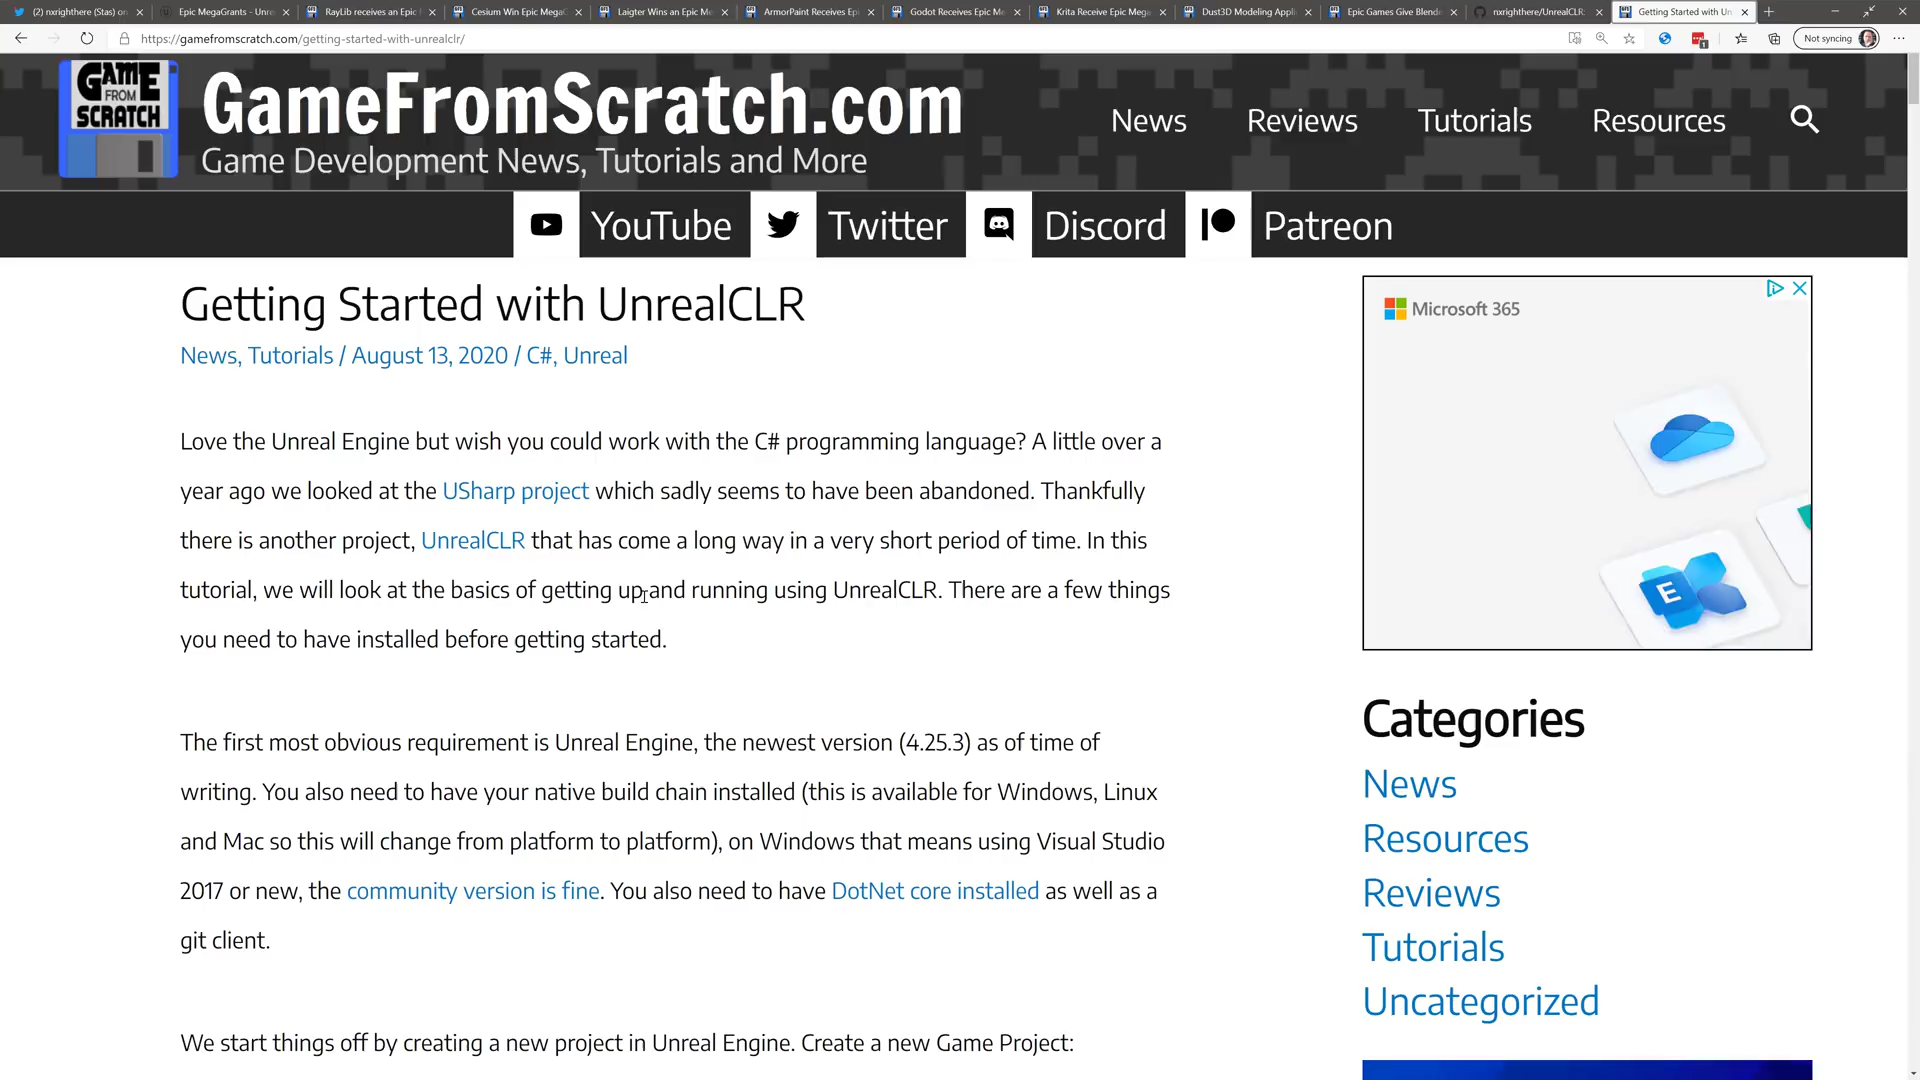 (2) nxrighthere (Stas) on
Epic MegaGrants - Unre
RayLib receives an Epic
Cesium Win Epic MegaG
Laigter Wins an Epic Me
ArmorPaint Receives Epi
Godot Receives Epic Me
Krita Receive Epic Mega
Dust3D Modeling Appli
Epic Games Give Blende
nxrighthere/UnrealCLR:
Getting Started with Un
https://gamefromscratch.com/getting-started-with-unrealclr/
Not syncing
GAME
FROM
SCRATCH
GameFromScratch.com
Game Development News, Tutorials and More
News
Reviews
Tutorials
Resources
YouTube
Twitter
Discord
Patreon
Getting Started with UnrealCLR
News, Tutorials / August 13, 2020 / C#, Unreal
Love the Unreal Engine but wish you could work with the C# programming language? A little over a
year ago we looked at the USharp project which sadly seems to have been abandoned. Thankfully
there is another project, UnrealCLR that has come a long way in a very short period of time. In this
tutorial, we will look at the basics of getting up and running using UnrealCLR. There are a few things
you need to have installed before getting started.
The first most obvious requirement is Unreal Engine, the newest version (4.25.3) as of time of
writing. You also need to have your native build chain installed (this is available for Windows, Linux
and Mac so this will change from platform to platform), on Windows that means using Visual Studio
2017 or new, the community version is fine. You also need to have DotNet core installed as well as a
git client.
We start things off by creating a new project in Unreal Engine. Create a new Game Project:
Microsoft 365
E
Categories
News
Resources
Reviews
Tutorials
Uncategorized